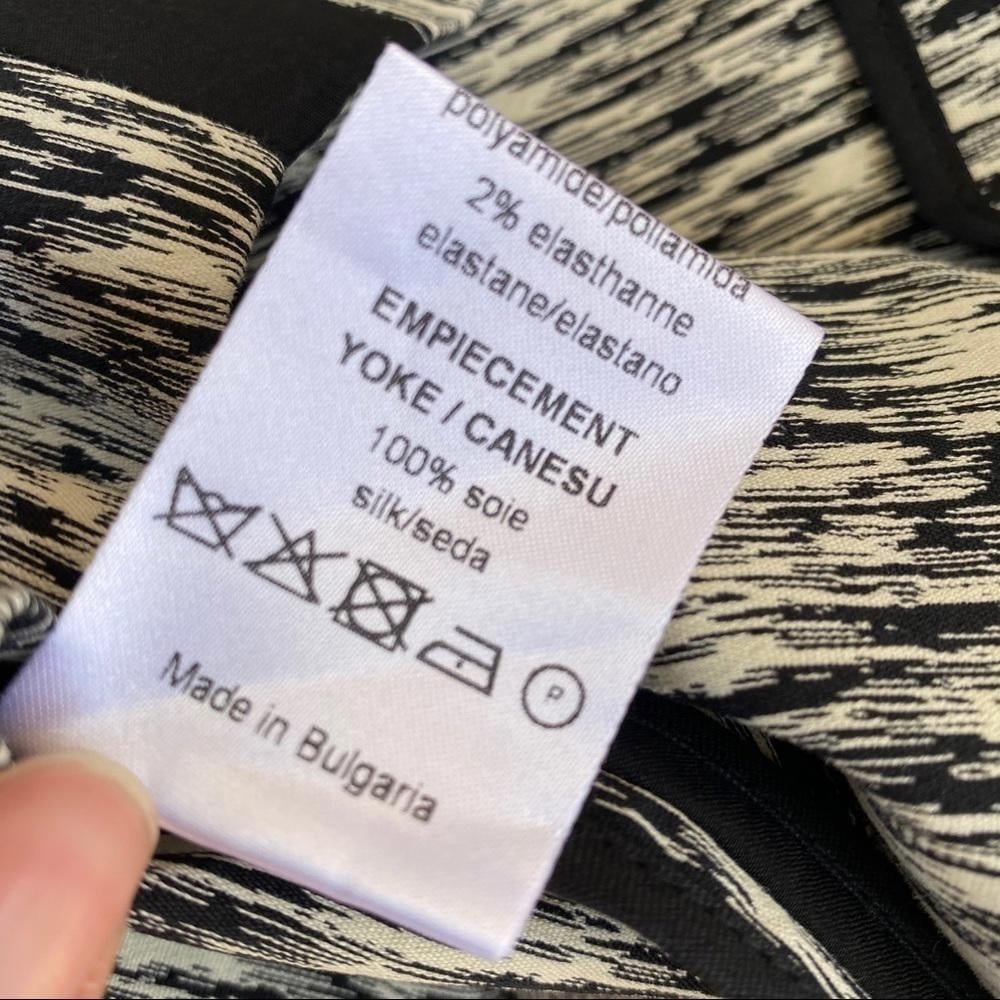 polyamide/poliamida
2% elasthanne
elastane/elastano
EMPIECEMENT
YOKE / CANESU
100% soie
silk/seda
P
Made in Bulgaria